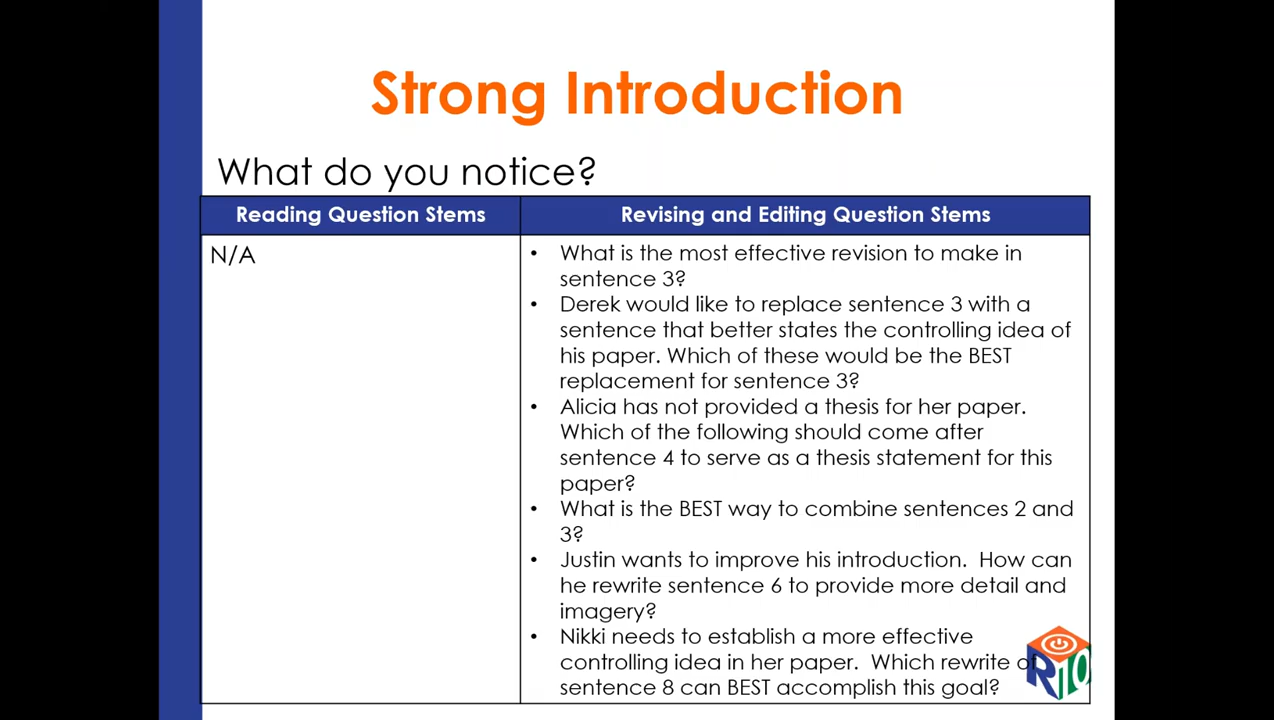 Strong Introduction
What do you notice?
Reading Question Stems
Revising and Editing Question Stems
N/A
• What is the most effective revision to make in
sentence 3?
• Derek would like to replace sentence 3 with a
sentence that better states the controlling idea of
his paper. Which of these would be the BEST
replacement for sentence 3?
• Alicia has not provided a thesis for her paper.
Which of the following should come after
sentence 4 to serve as a thesis statement for this
paper?
• What is the BEST way to combine sentences 2 and
3?
• Justin wants to improve his introduction.  How can
he rewrite sentence 6 to provide more detail and
imagery?
• Nikki needs to establish a more effective
controlling idea in her paper.  Which rewrite of
sentence 8 can BEST accomplish this goal?
R10